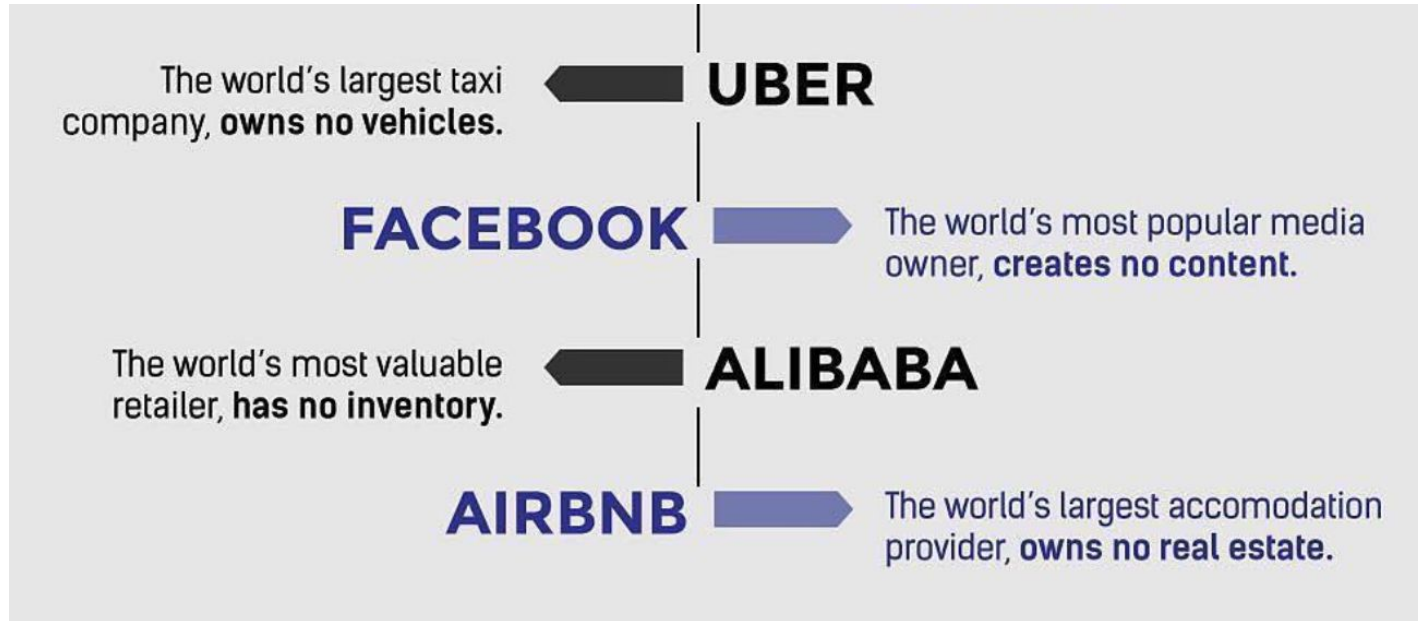 The world's largest taxi
company, owns no vehicles.
UBER
FACEBOOK
The world's most popular media
owner, creates no content.
The world's most valuable
retailer, has no inventory.
ALIBABA
AIRBNB
The world's largest accomodation
provider, owns no real estate.